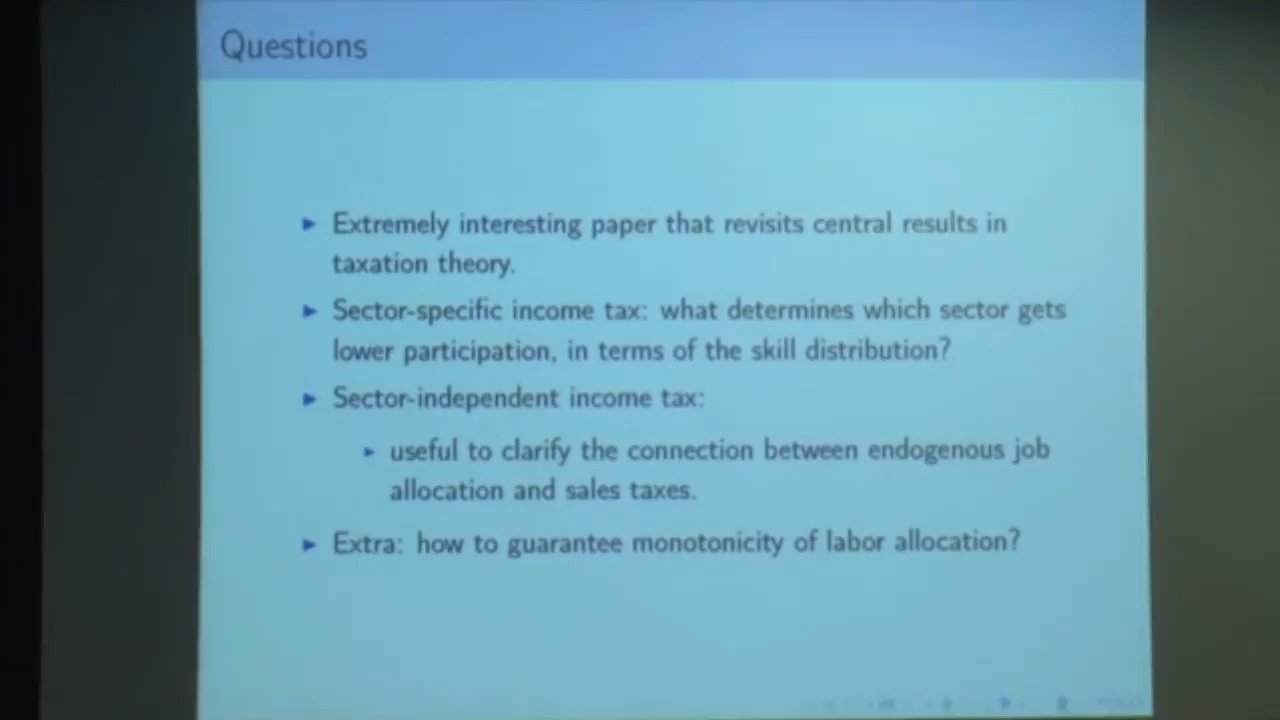 Questions
Extremely interesting paper that revisits central results in
taxation theory.
Sector-specific income tax: what determines which sector gets
lower participation, in terms of the skill distribution?
Sector-independent income tax:
useful to clarify the connection between endogenous job
allocation and sales taxes.
Extra: how to guarantee monotonicity of labor allocation?